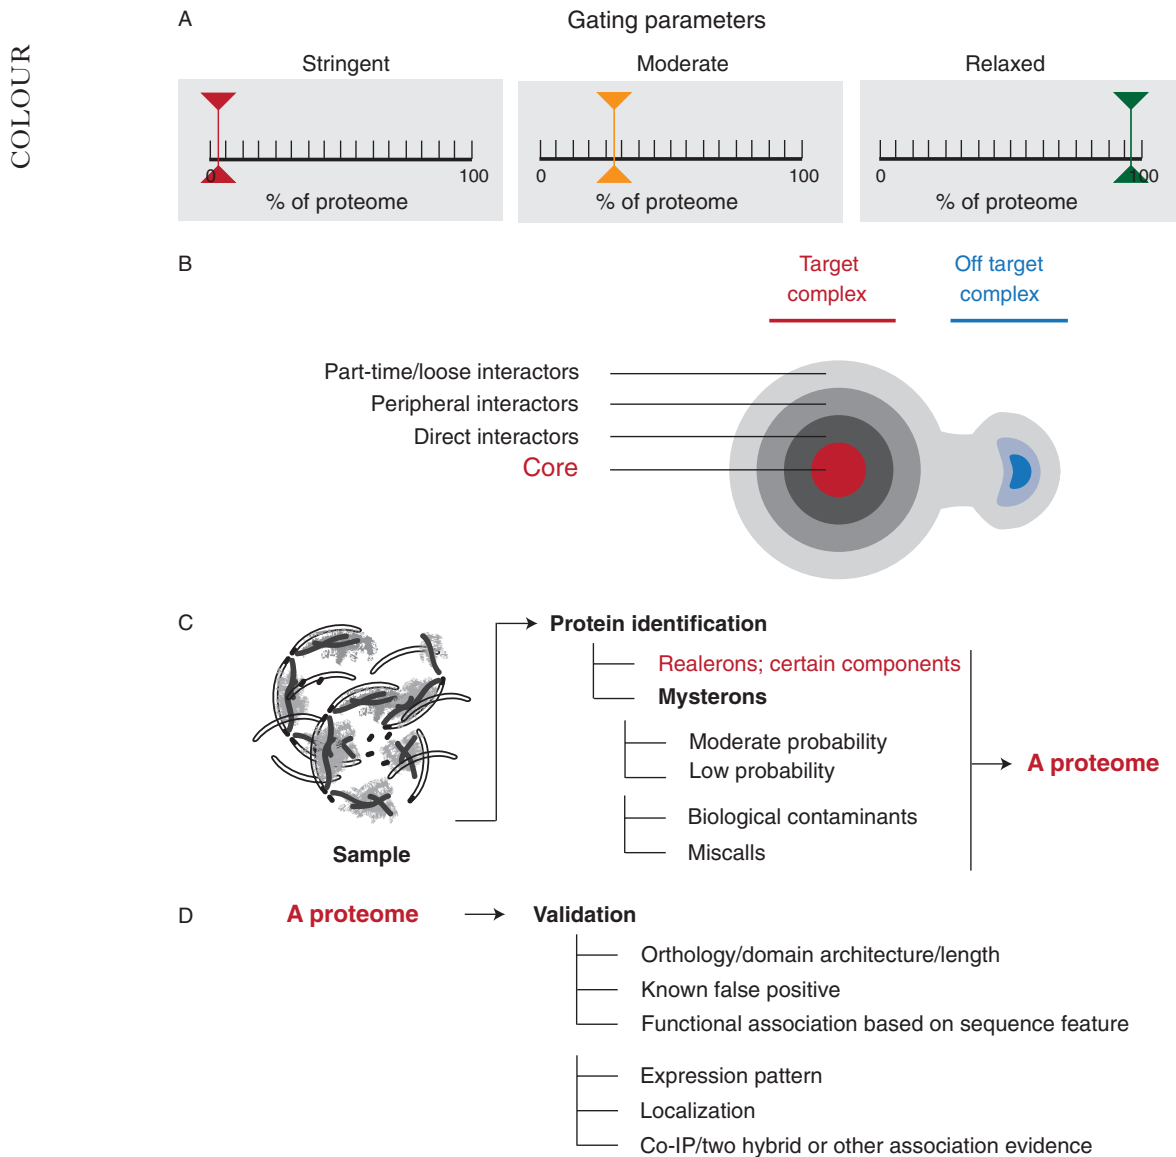 COLOUR
A
Gating parameters
Stringent
Moderate
Relaxed
0
100
% of proteome
0
100
% of proteome
0
100
% of proteome
B
Target
complex
Off target
complex
Part-time/loose interactors
Peripheral interactors
Direct interactors
Core
C
Sample
Protein identification
Realerons; certain components
Mysterons
Moderate probability
Low probability
Biological contaminants
Miscalls
A proteome
D
A proteome
Validation
Orthology/domain architecture/length
Known false positive
Functional association based on sequence feature
Expression pattern
Localization
Co-IP/two hybrid or other association evidence